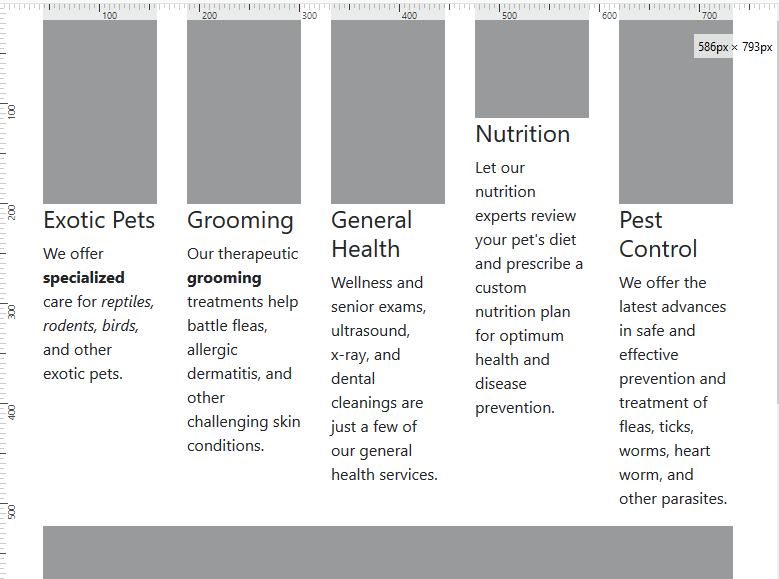 100 200 300 400 500 600 700
586px × 793px
100
200
300
400
500
Exotic Pets
We offer
specialized
care for reptiles,
rodents, birds,
and other
exotic pets.
Grooming
Our therapeutic
grooming
treatments help
battle fleas,
allergic
dermatitis, and
other
challenging skin
conditions.
General
Health
Wellness and
senior exams,
ultrasound,
x-ray, and
dental
cleanings are
just a few of
our general
health services.
Nutrition
Let our
nutrition
experts review
your pet's diet
and prescribe a
custom
nutrition plan
for optimum
health and
disease
prevention.
Pest
Control
We offer the
latest advances
in safe and
effective
prevention and
treatment of
fleas, ticks,
worms, heart
worm, and
other parasites.